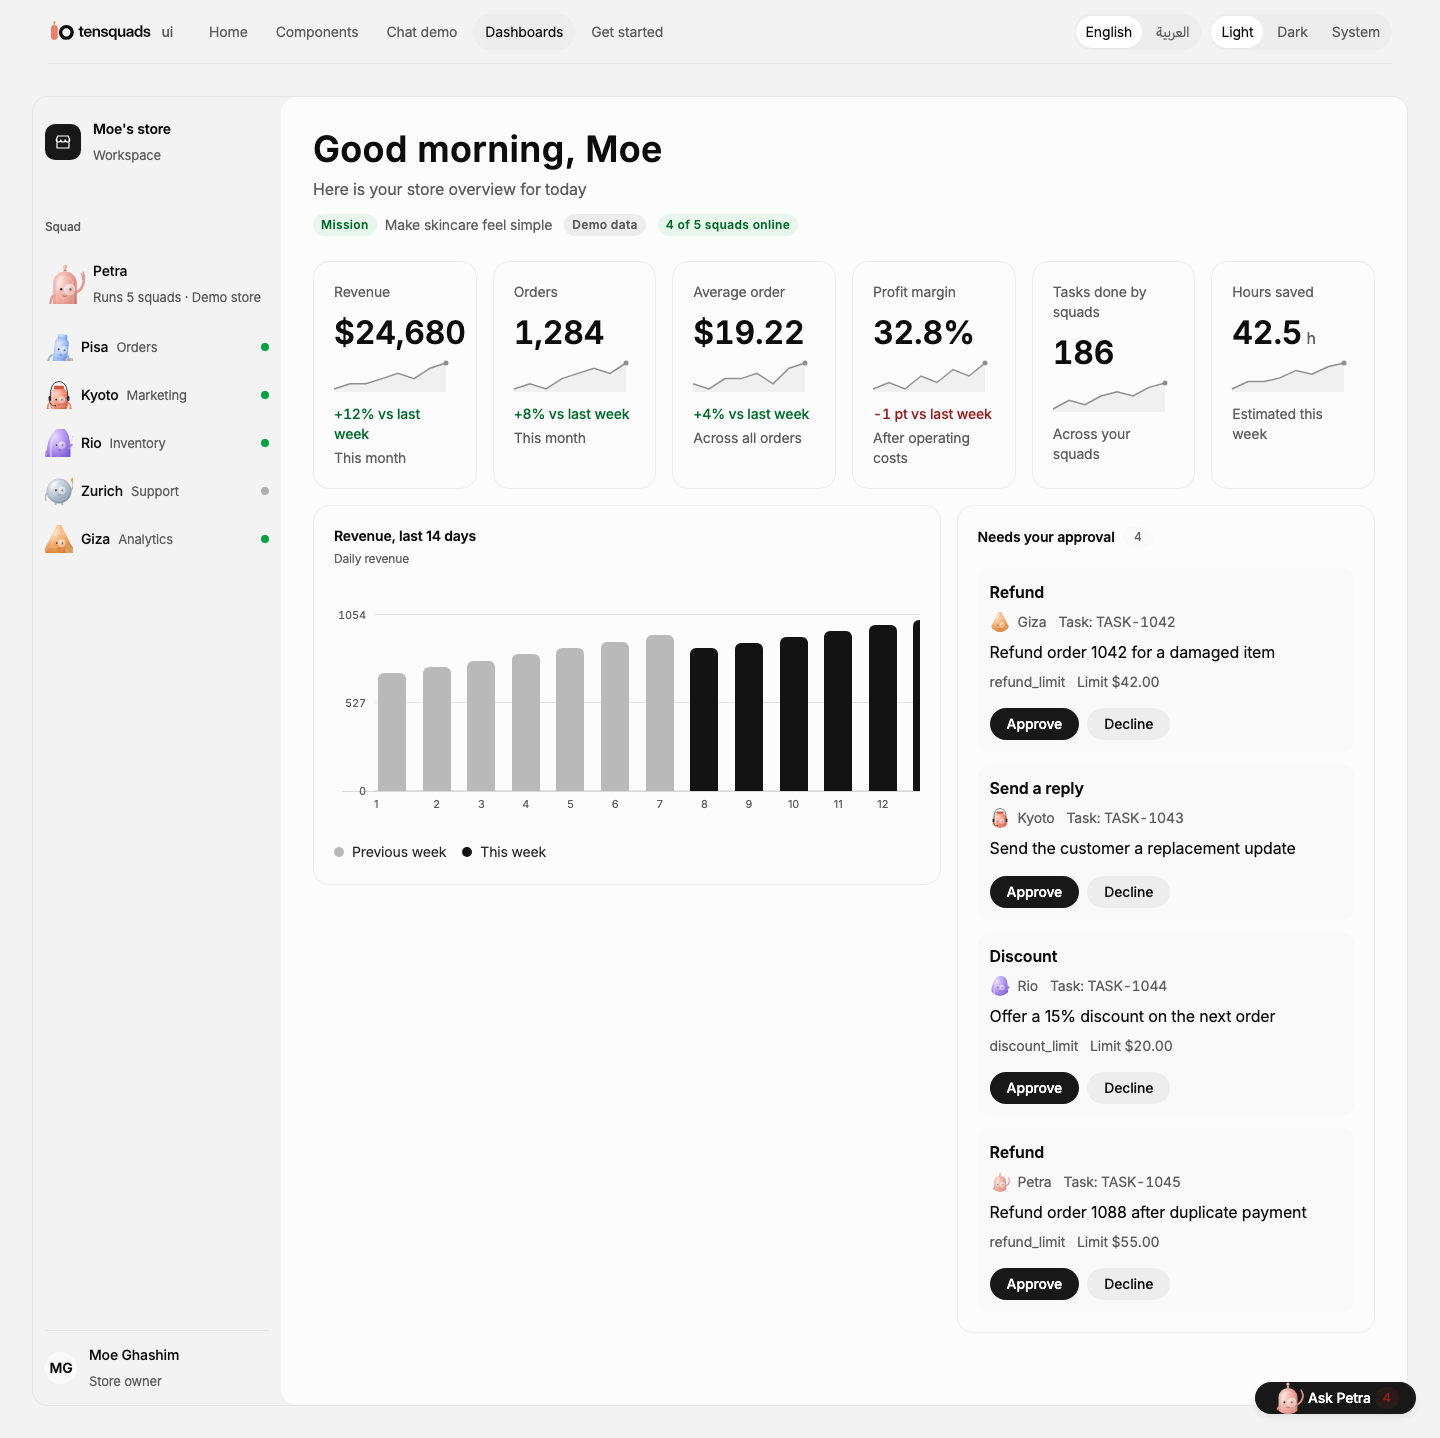 tensquads ui Home Components Chat demo Dashboards Get started English العربية Light Dark System
Moe's store
Workspace
Squad
Petra
Runs 5 squads · Demo store
Pisa Orders
Kyoto Marketing
Rio Inventory
Zurich Support
Giza Analytics
MG
Moe Ghashim
Store owner
Good morning, Moe
Here is your store overview for today
Mission Make skincare feel simple Demo data 4 of 5 squads online
Revenue
$24,680
+12% vs last
week
This month
Orders
1,284
+8% vs last week
This month
Average order
$19.22
+4% vs last week
Across all orders
Profit margin
32.8%
-1 pt vs last week
After operating
costs
Tasks done by
squads
186
Across your
squads
Hours saved
42.5 h
Estimated this
week
Revenue, last 14 days
Daily revenue
1054
527
0
1 2 3 4 5 6 7 8 9 10 11 12
Previous week This week
Needs your approval 4
Refund
Giza Task: TASK-1042
Refund order 1042 for a damaged item
refund_limit Limit $42.00
Approve Decline
Send a reply
Kyoto Task: TASK-1043
Send the customer a replacement update
Approve Decline
Discount
Rio Task: TASK-1044
Offer a 15% discount on the next order
discount_limit Limit $20.00
Approve Decline
Refund
Petra Task: TASK-1045
Refund order 1088 after duplicate payment
refund_limit Limit $55.00
Approve Decline
Ask Petra 4